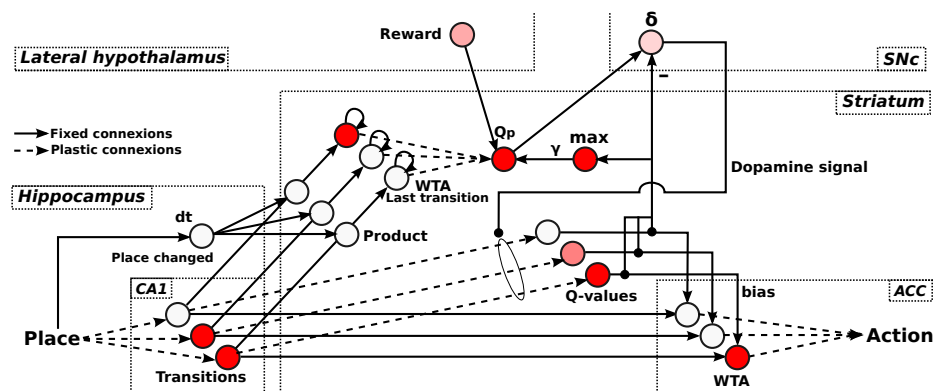 δ
Reward
Lateral hypothalamus
SNc
–
Striatum
Qp
max
Fixed connexions
γ
Plastic connexions
Dopamine signal
WTA
Hippocampus
Last transition
dt
Product
Place changed
CA1
Q-values
bias
ACC
Place
Action
Transitions
WTA